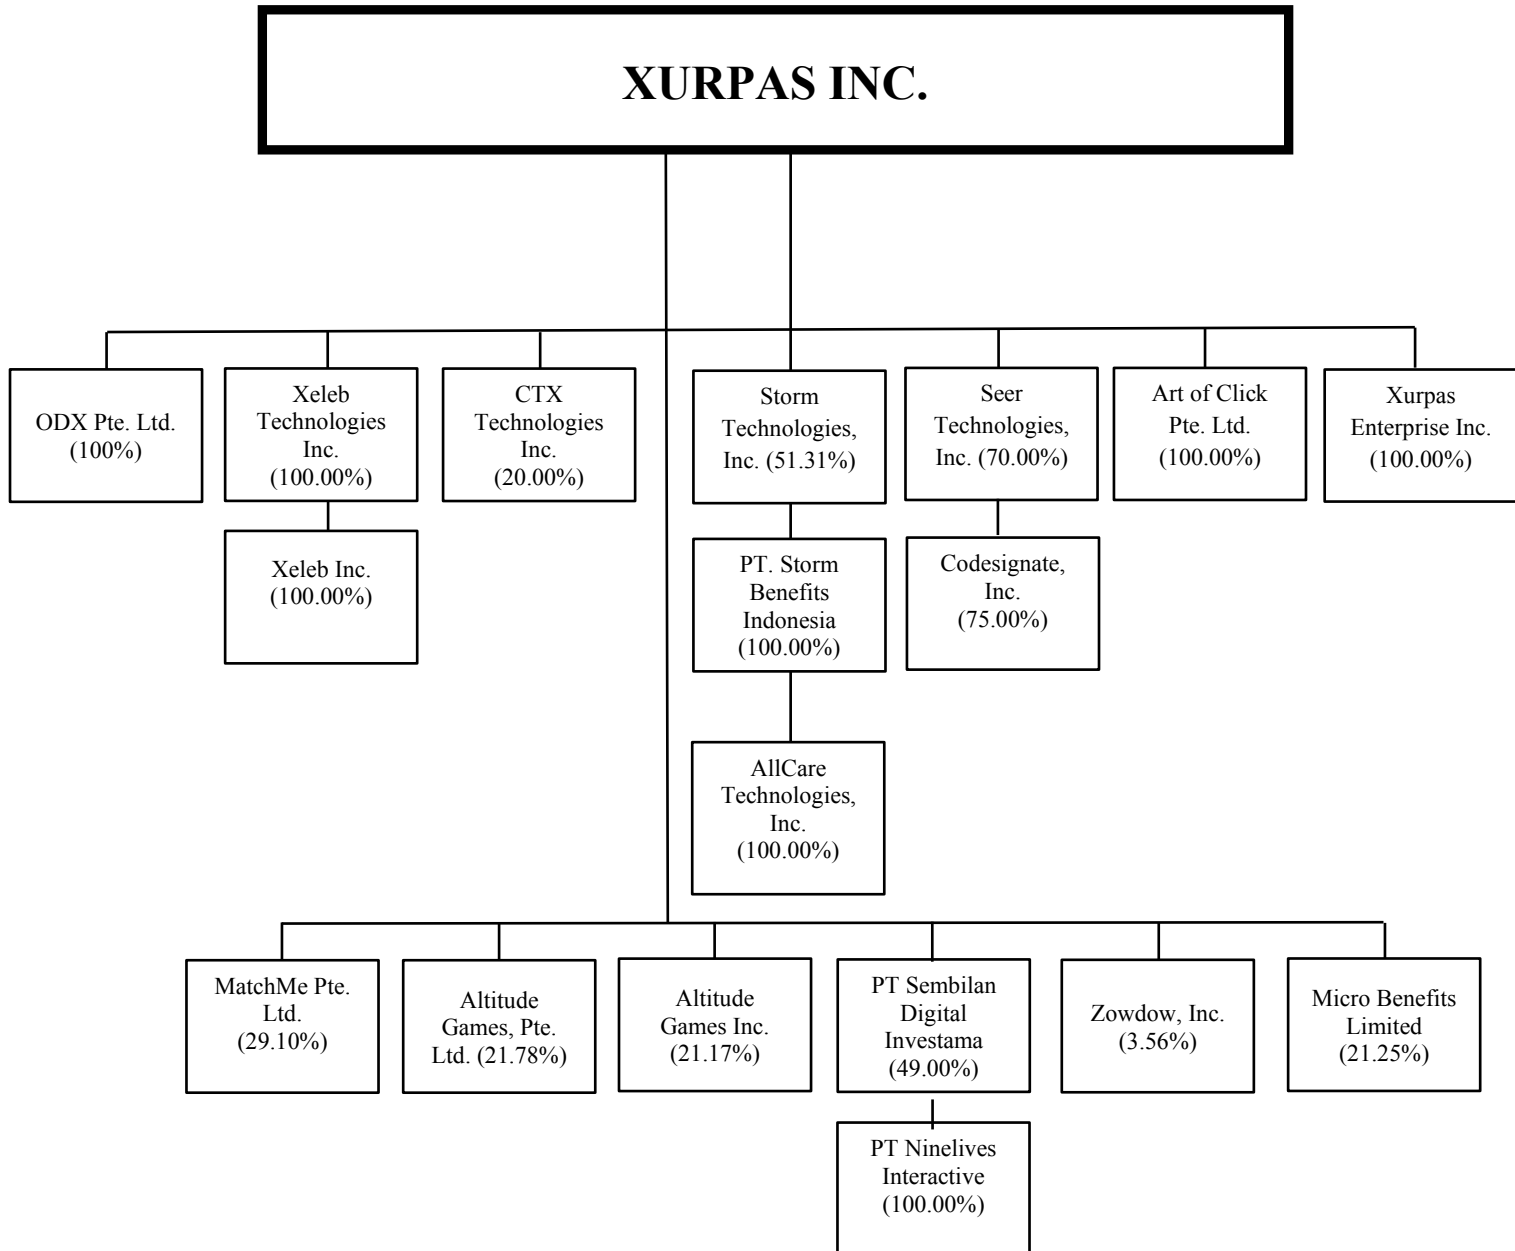 XURPAS INC.
ODX Pte. Ltd.
(100%)
Xeleb
Technologies
Inc.
(100.00%)
CTX
Technologies
Inc.
(20.00%)
Storm
Technologies,
Inc. (51.31%)
Seer
Technologies,
Inc. (70.00%)
Art of Click
Pte. Ltd.
(100.00%)
Xurpas
Enterprise Inc.
(100.00%)
Xeleb Inc.
(100.00%)
PT. Storm
Benefits
Indonesia
(100.00%)
Codesignate,
Inc.
(75.00%)
AllCare
Technologies,
Inc.
(100.00%)
MatchMe Pte.
Ltd.
(29.10%)
Altitude
Games, Pte.
Ltd. (21.78%)
Altitude
Games Inc.
(21.17%)
PT Sembilan
Digital
Investama
(49.00%)
Zowdow, Inc.
(3.56%)
Micro Benefits
Limited
(21.25%)
PT Ninelives
Interactive
(100.00%)